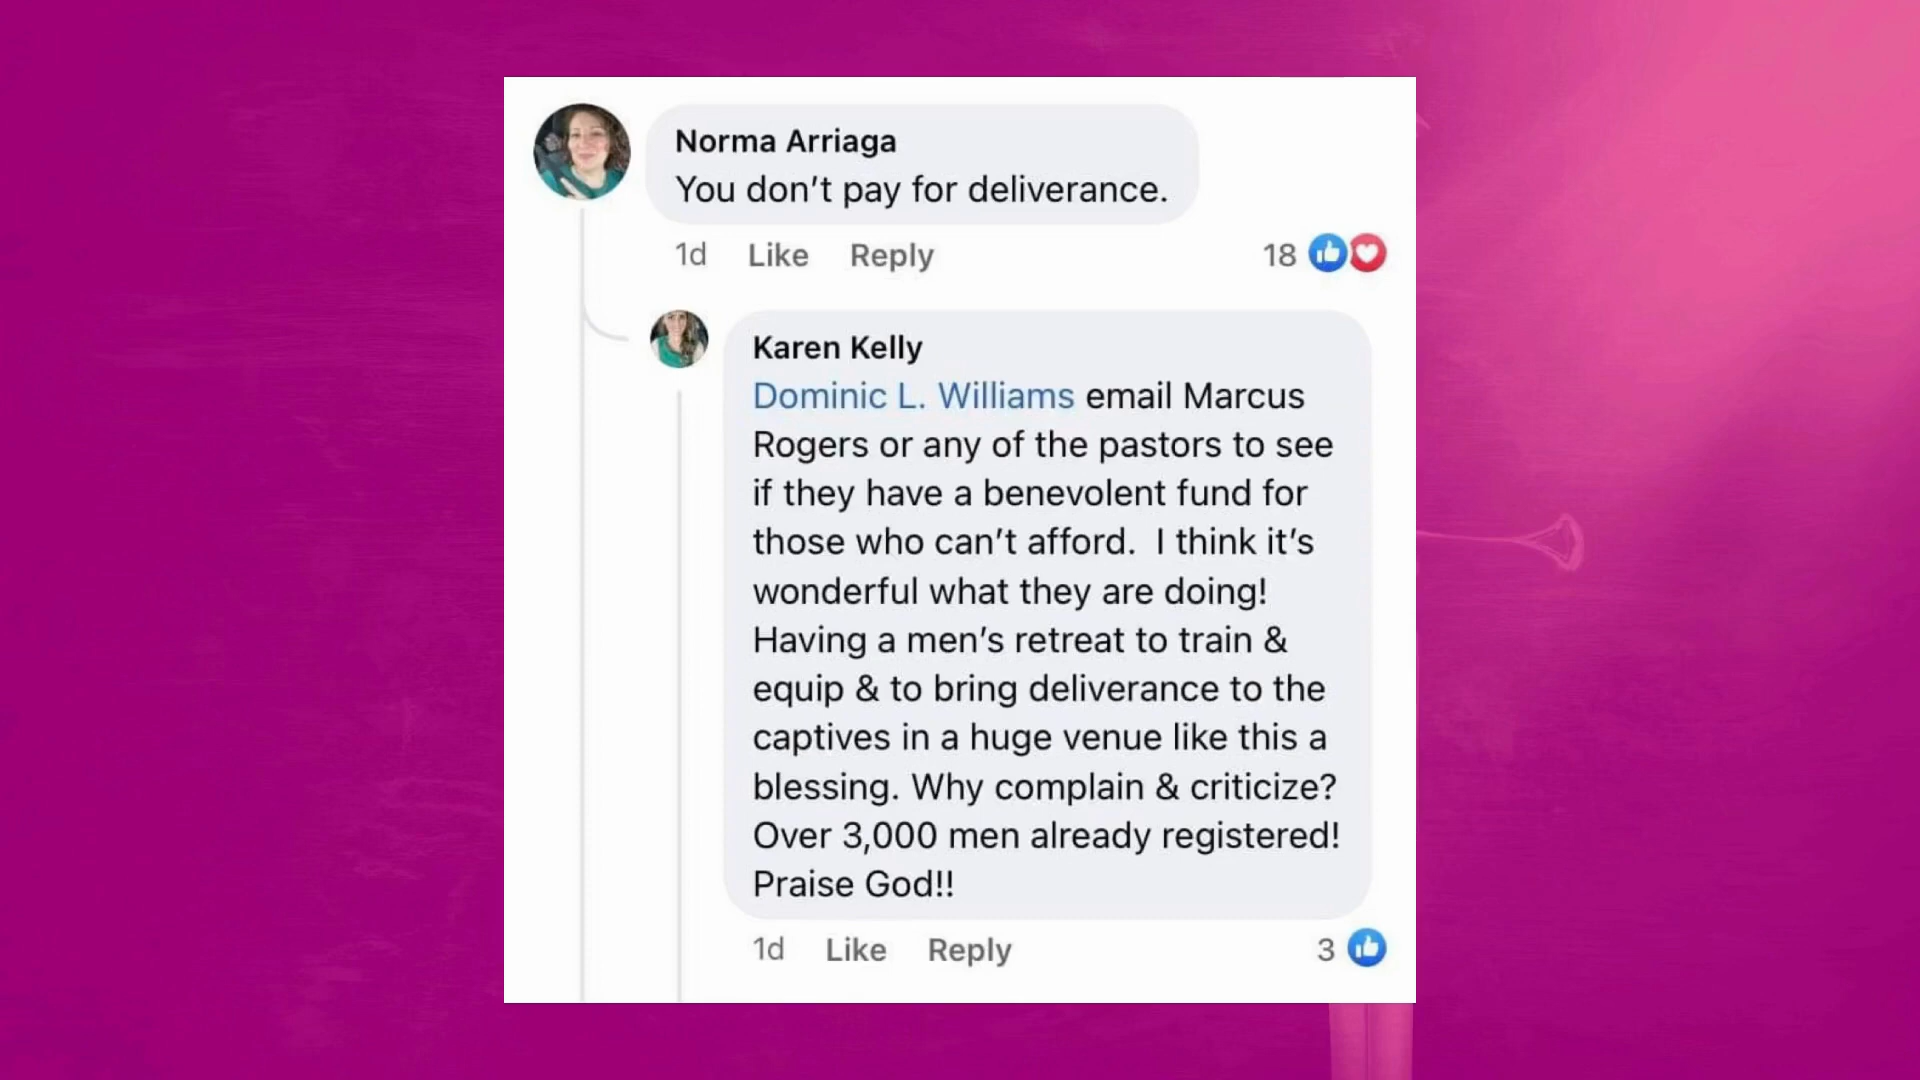 Norma Arriaga
You don't pay for deliverance.
1d Like Reply 18
Karen Kelly
Dominic L. Williams email Marcus
Rogers or any of the pastors to see
if they have a benevolent fund for
those who can't afford.  I think it's
wonderful what they are doing!
Having a men's retreat to train &
equip & to bring deliverance to the
captives in a huge venue like this a
blessing. Why complain & criticize?
Over 3,000 men already registered!
Praise God!!
1d Like Reply 3